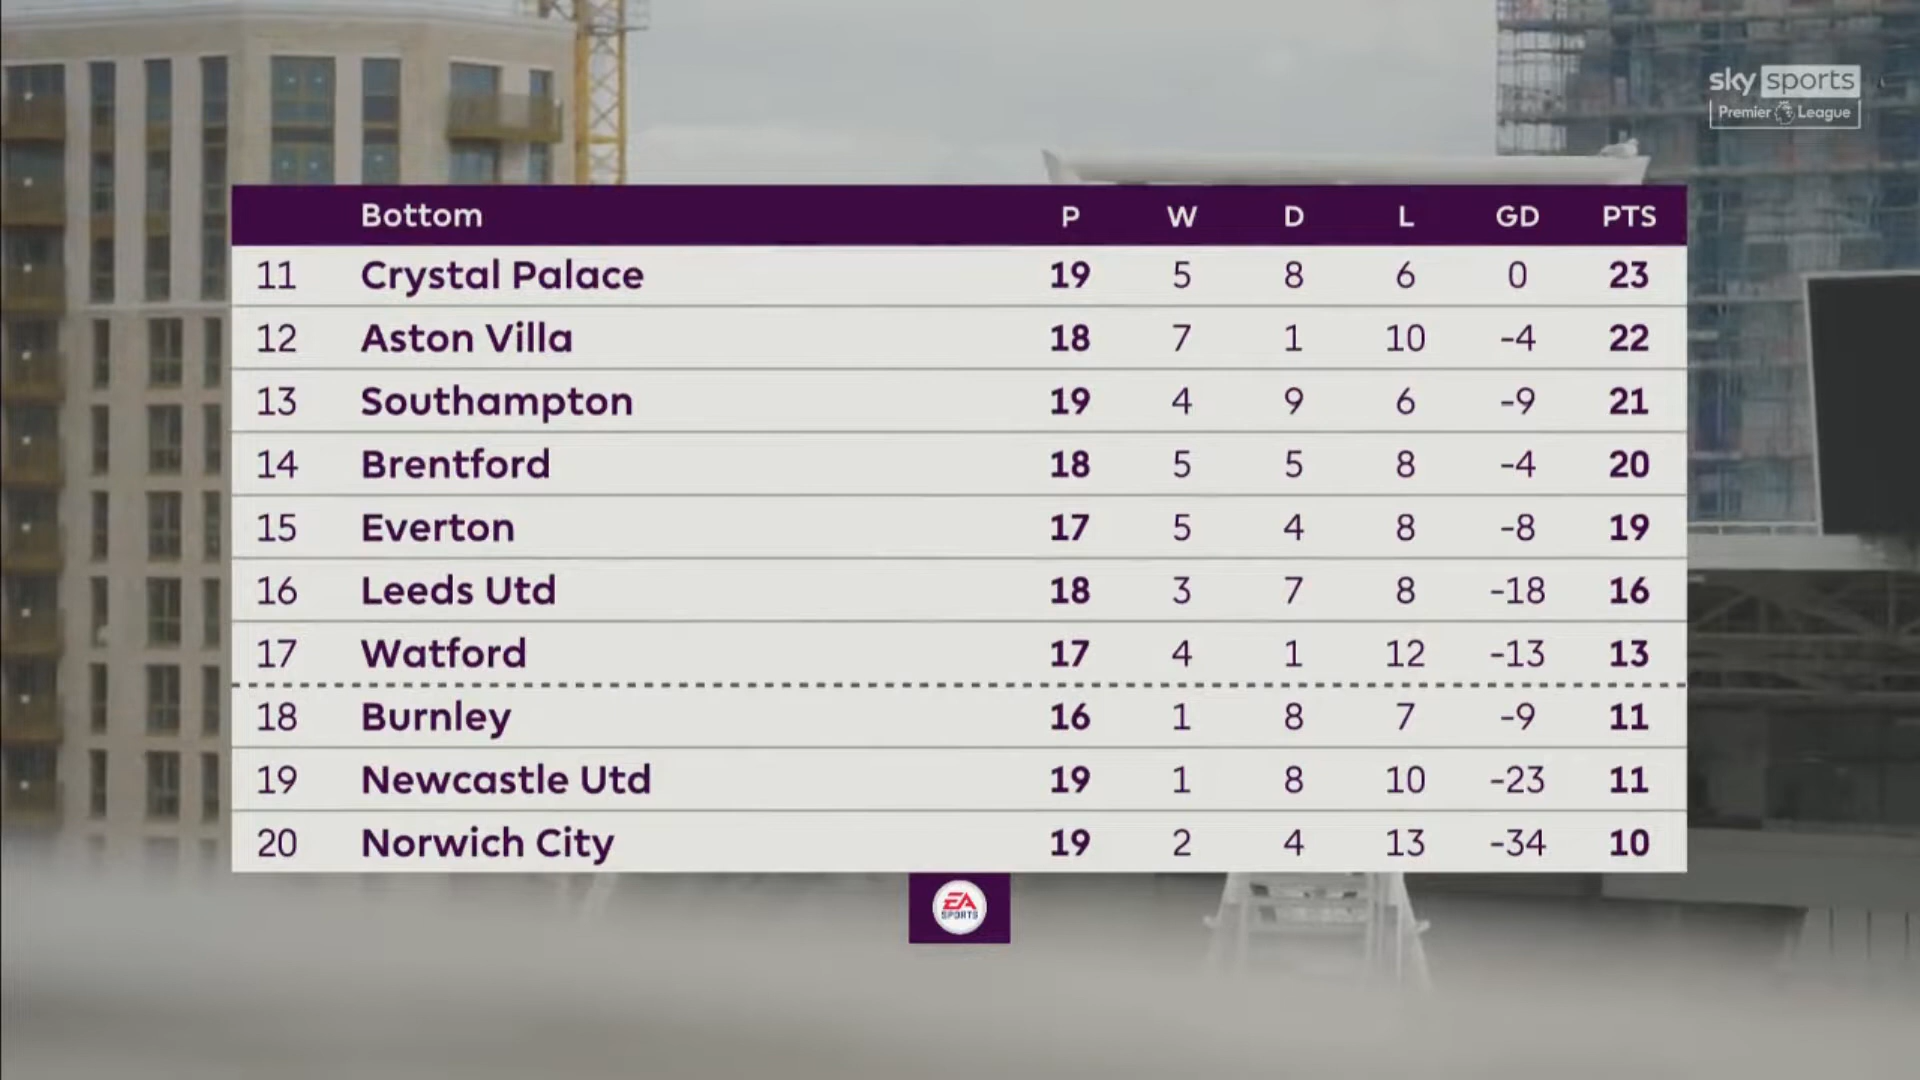 sky sports
Premier League
Bottom P W D L GD PTS
11 Crystal Palace 19 5 8 6 0 23
12 Aston Villa 18 7 1 10 -4 22
13 Southampton 19 4 9 6 -9 21
14 Brentford 18 5 5 8 -4 20
15 Everton 17 5 4 8 -8 19
16 Leeds Utd 18 3 7 8 -18 16
17 Watford 17 4 1 12 -13 13
18 Burnley 16 1 8 7 -9 11
19 Newcastle Utd 19 1 8 10 -23 11
20 Norwich City 19 2 4 13 -34 10
EA
SPORTS